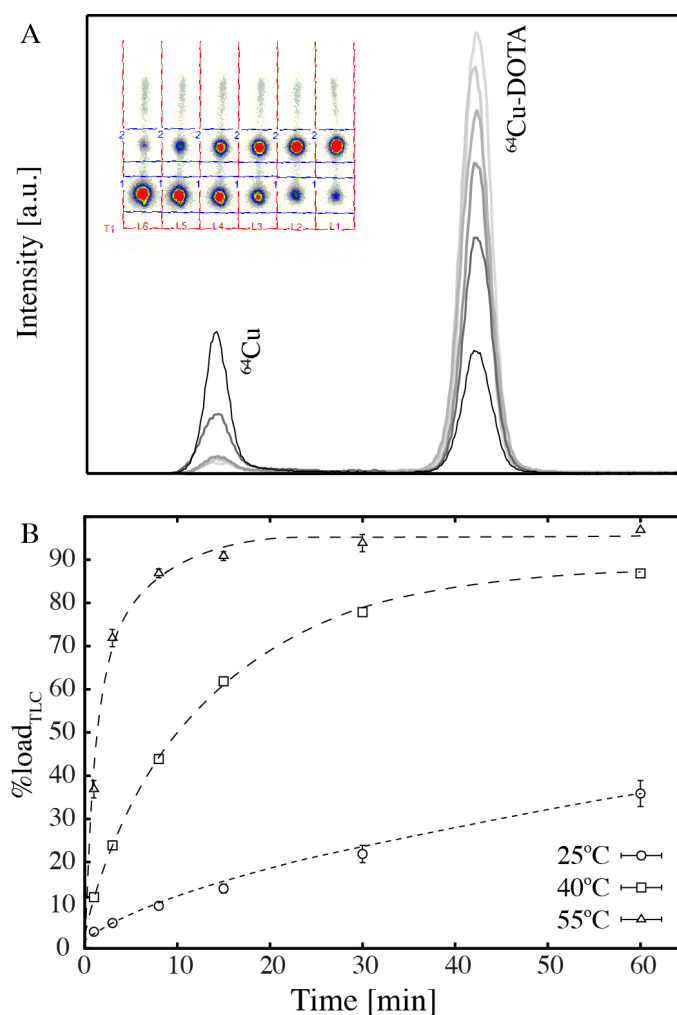 A
Intensity [a.u.]
2 2 2 2 2 2
1 1 1 1 1 1
T1 L6 L5 L4 L3 L2 L1
⁶⁴Cu
⁶⁴Cu-DOTA
B
%load_TLC
90
80
70
60
50
40
30
20
10
0
25°C
40°C
55°C
0 10 20 30 40 50 60
Time [min]